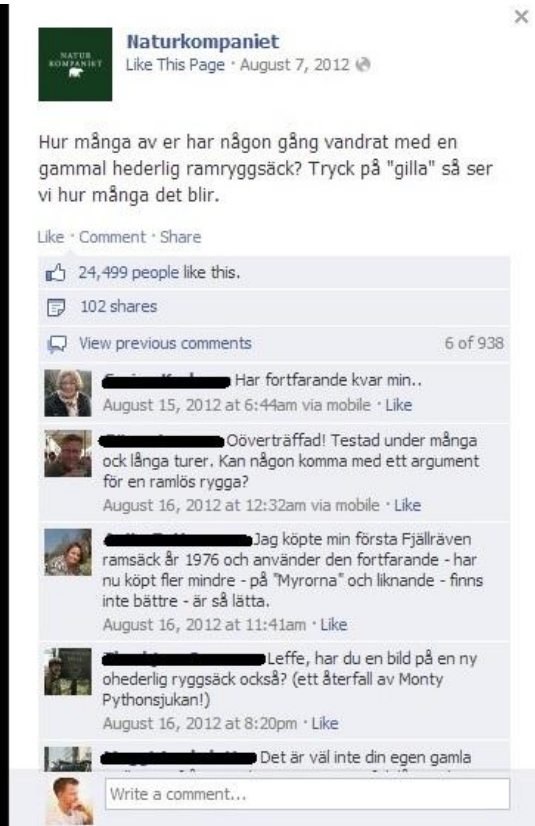 NATUR
KOMPANIET
Naturkompaniet
Like This Page · August 7, 2012
Hur många av er har någon gång vandrat med en
gammal hederlig ramryggsäck? Tryck på "gilla" så ser
vi hur många det blir.
Like · Comment · Share
24,499 people like this.
102 shares
View previous comments 6 of 938
Har fortfarande kvar min..
August 15, 2012 at 6:44am via mobile · Like
Oöverträffad! Testad under många
ock långa turer. Kan någon komma med ett argument
för en ramlös rygga?
August 16, 2012 at 12:32am via mobile · Like
Jag köpte min första Fjällräven
ramsäck år 1976 och använder den fortfarande - har
nu köpt fler mindre - på "Myrorna" och liknande - finns
inte bättre - är så lätta.
August 16, 2012 at 11:41am · Like
Leffe, har du en bild på en ny
ohederlig ryggsäck också? (ett återfall av Monty
Pythonsjukan!)
August 16, 2012 at 8:20pm · Like
Det är väl inte din egen gamla
Write a comment...